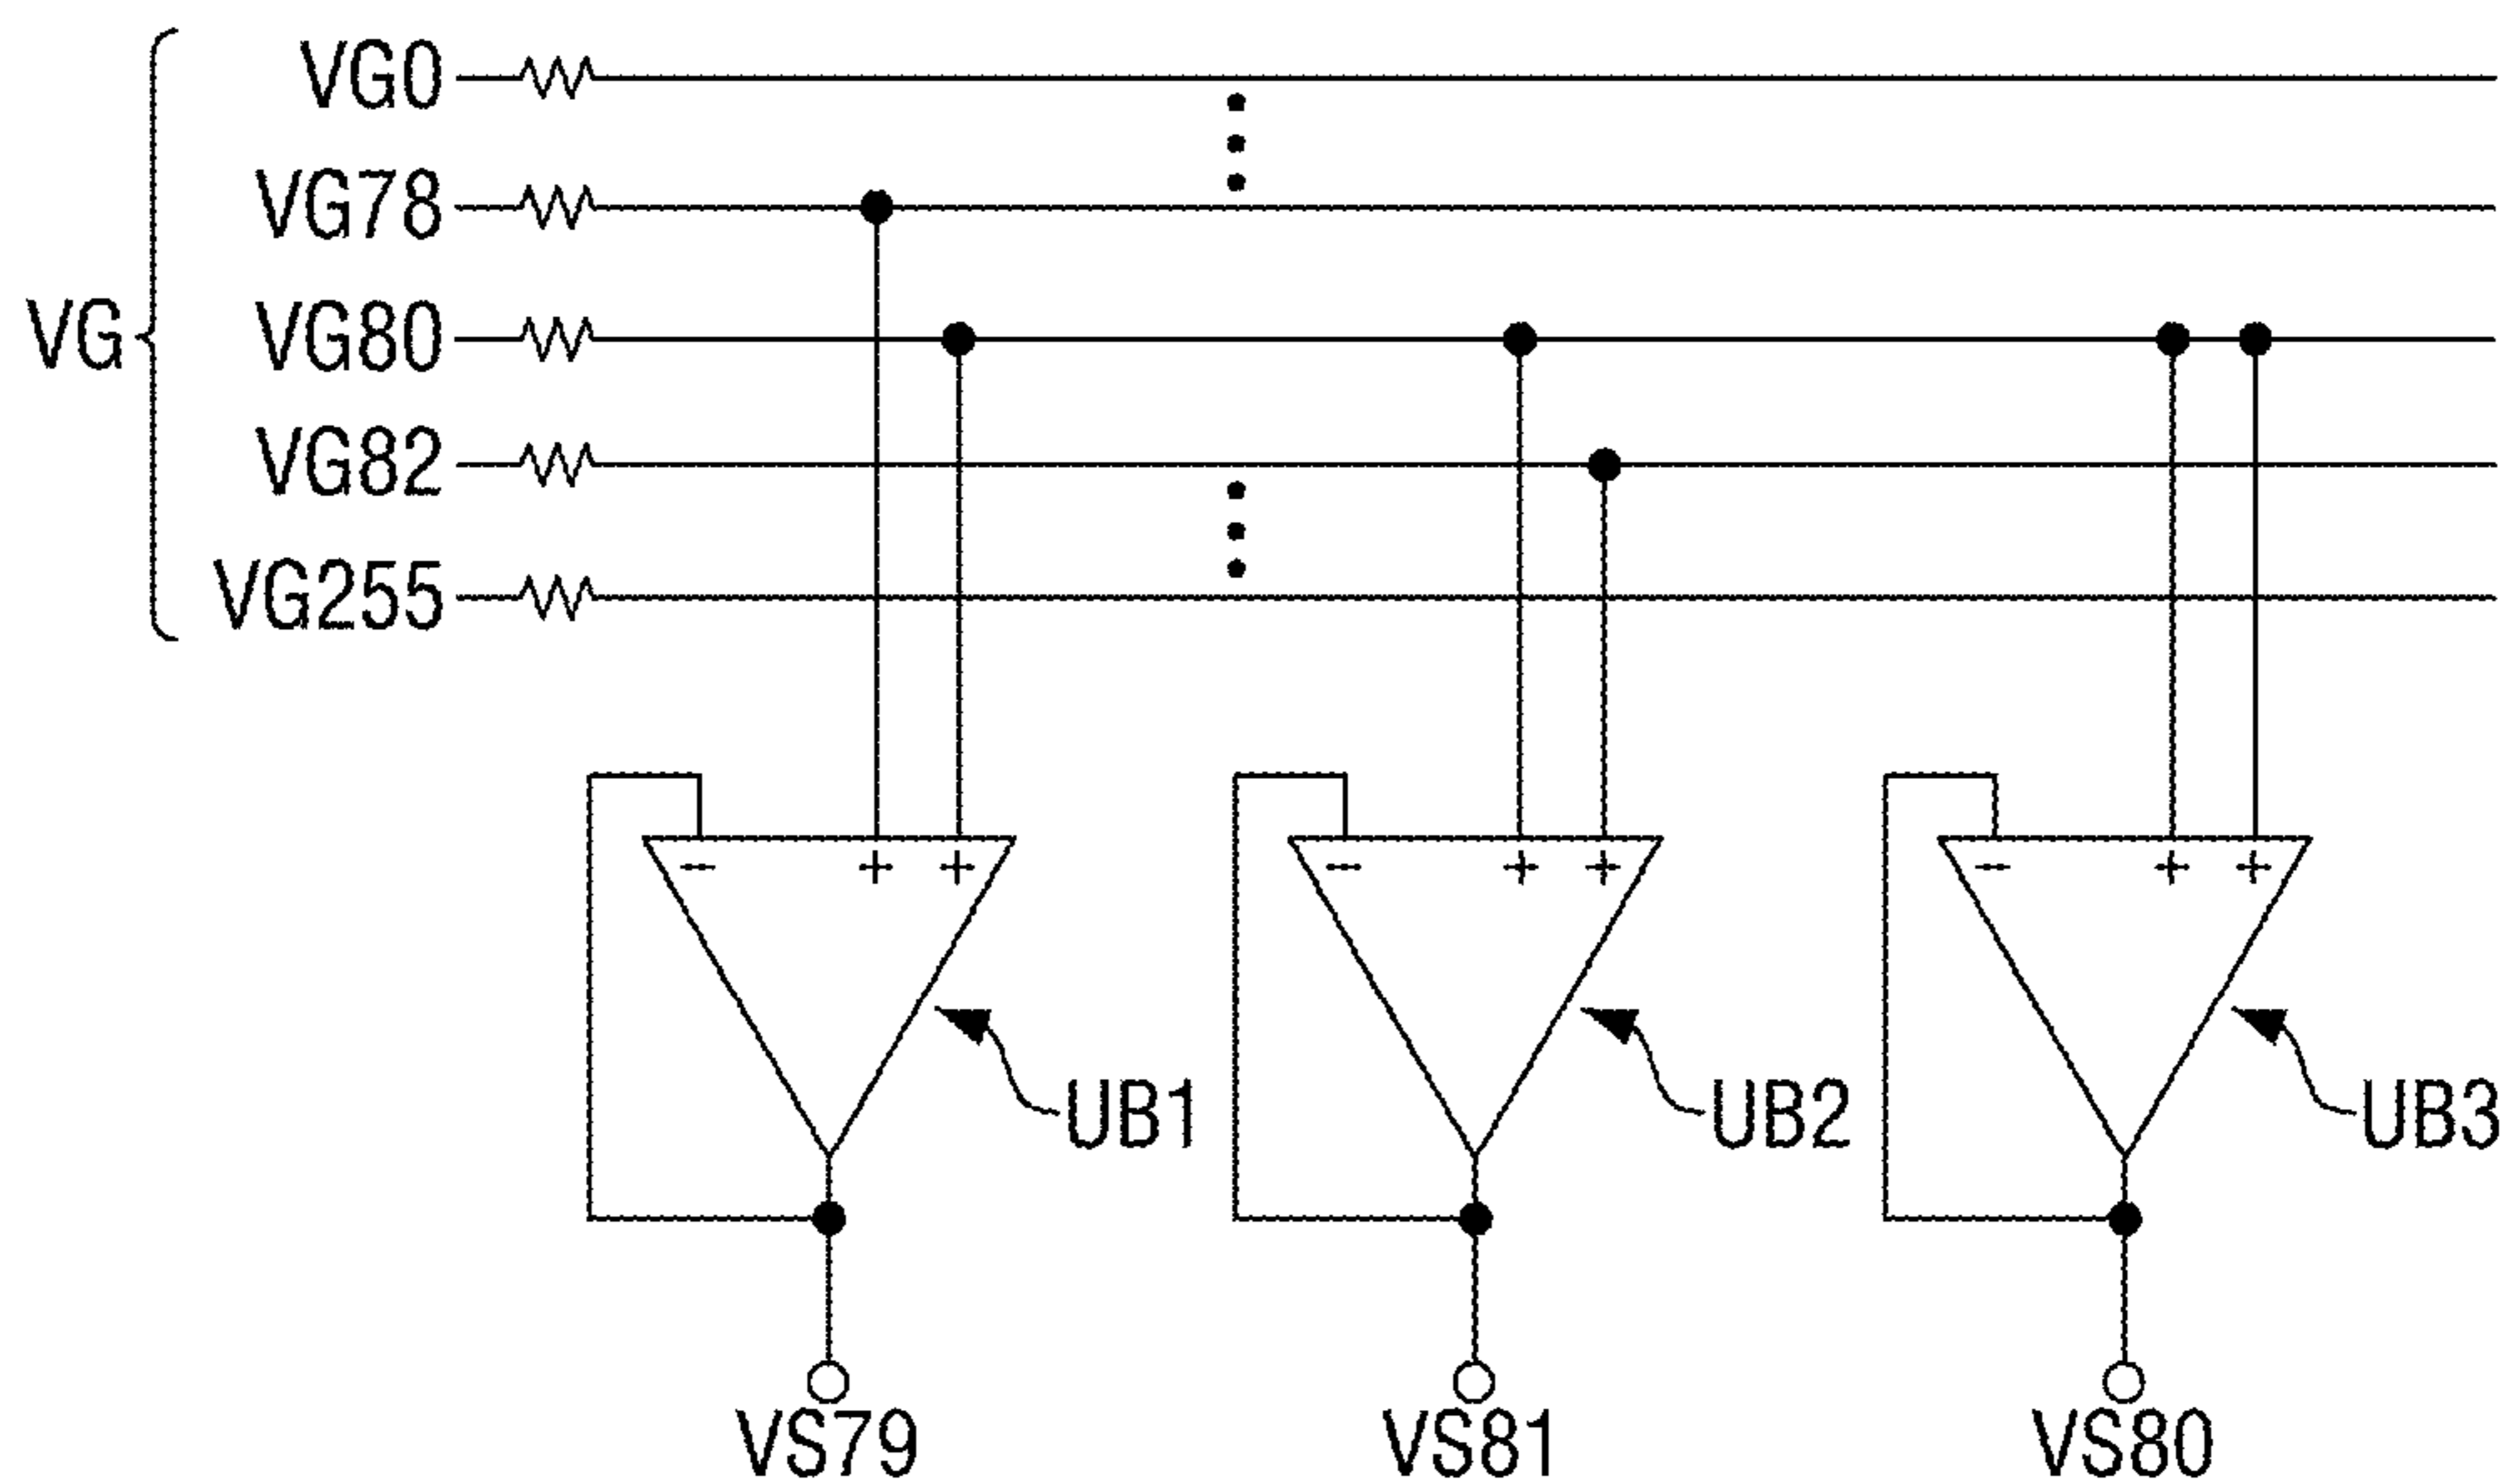 VG0
VG78
VG
VG80
VG82
VG255
- + +
- + +
- + +
UB1
UB2
UB3
VS79
VS81
VS80